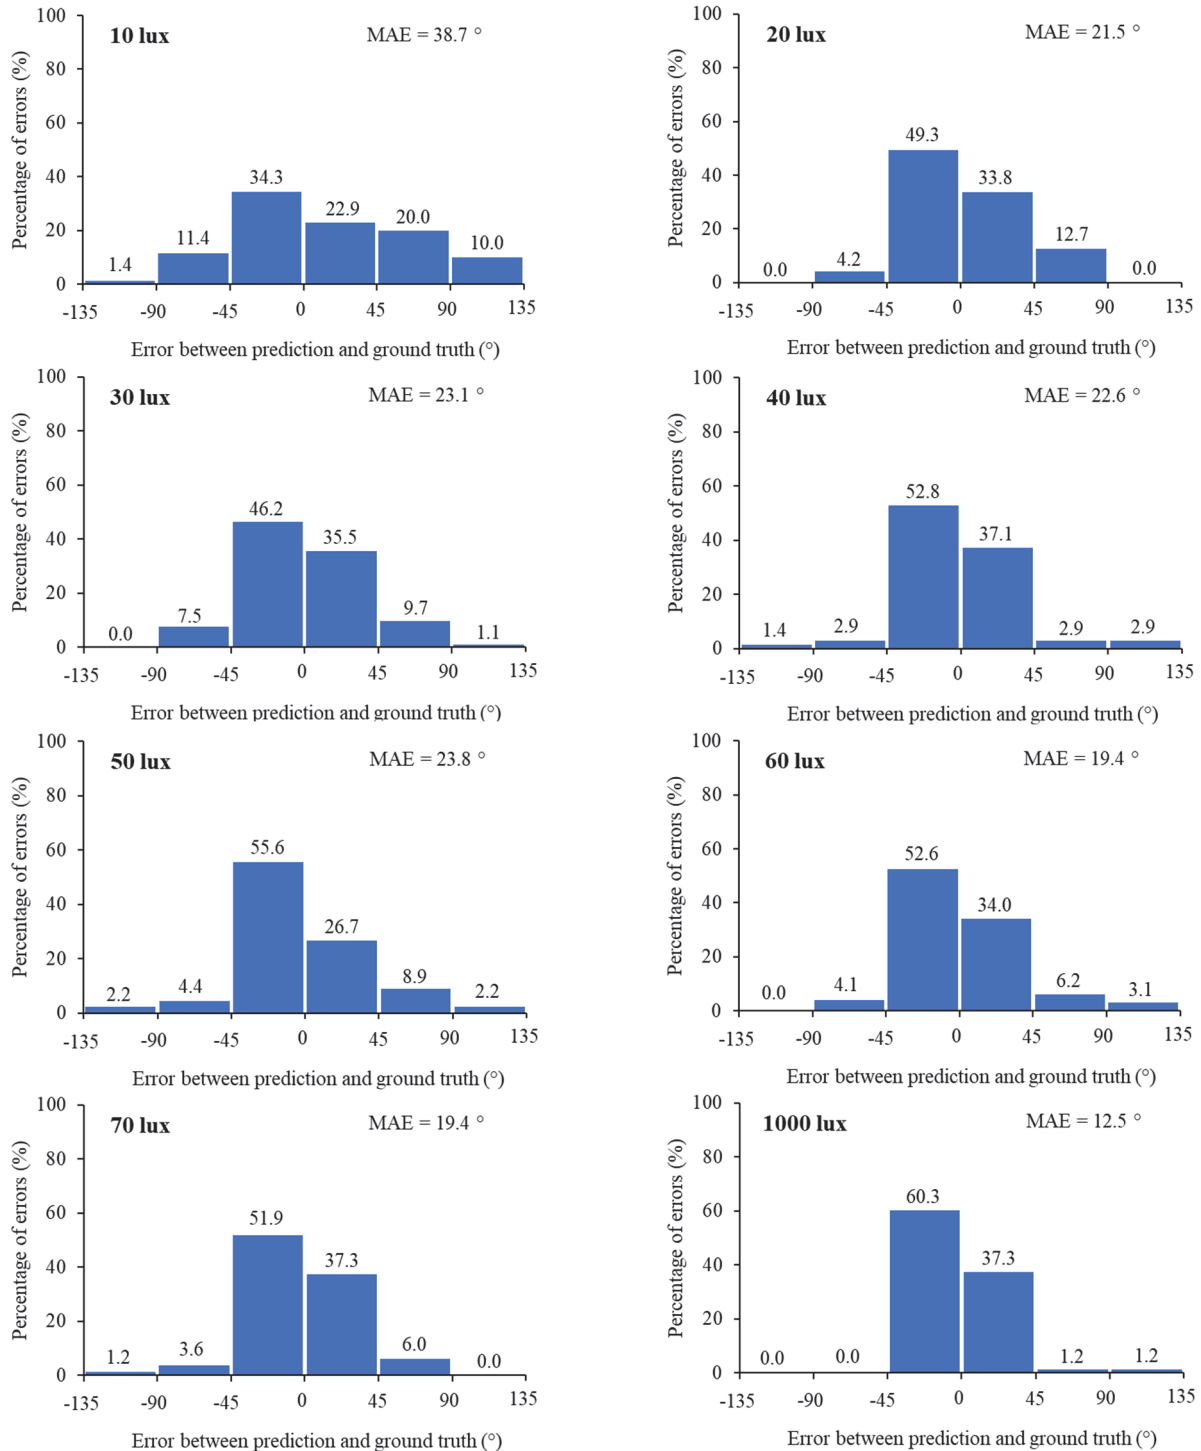 10 lux
MAE = 38.7 °
Percentage of errors (%)
100
80
60
40
20
0
1.4
11.4
34.3
22.9
20.0
10.0
-135 -90 -45 0 45 90 135
Error between prediction and ground truth (°)
20 lux
MAE = 21.5 °
Percentage of errors (%)
100
80
60
40
20
0
0.0
4.2
49.3
33.8
12.7
0.0
-135 -90 -45 0 45 90 135
Error between prediction and ground truth (°)
30 lux
MAE = 23.1 °
Percentage of errors (%)
100
80
60
40
20
0
0.0
7.5
46.2
35.5
9.7
1.1
-135 -90 -45 0 45 90 135
Error between prediction and ground truth (°)
40 lux
MAE = 22.6 °
Percentage of errors (%)
100
80
60
40
20
0
1.4
2.9
52.8
37.1
2.9
2.9
-135 -90 -45 0 45 90 135
Error between prediction and ground truth (°)
50 lux
MAE = 23.8 °
Percentage of errors (%)
100
80
60
40
20
0
2.2
4.4
55.6
26.7
8.9
2.2
-135 -90 -45 0 45 90 135
Error between prediction and ground truth (°)
60 lux
MAE = 19.4 °
Percentage of errors (%)
100
80
60
40
20
0
0.0
4.1
52.6
34.0
6.2
3.1
-135 -90 -45 0 45 90 135
Error between prediction and ground truth (°)
70 lux
MAE = 19.4 °
Percentage of errors (%)
100
80
60
40
20
0
1.2
3.6
51.9
37.3
6.0
0.0
-135 -90 -45 0 45 90 135
Error between prediction and ground truth (°)
1000 lux
MAE = 12.5 °
Percentage of errors (%)
100
80
60
40
20
0
0.0
0.0
60.3
37.3
1.2
1.2
-135 -90 -45 0 45 90 135
Error between prediction and ground truth (°)